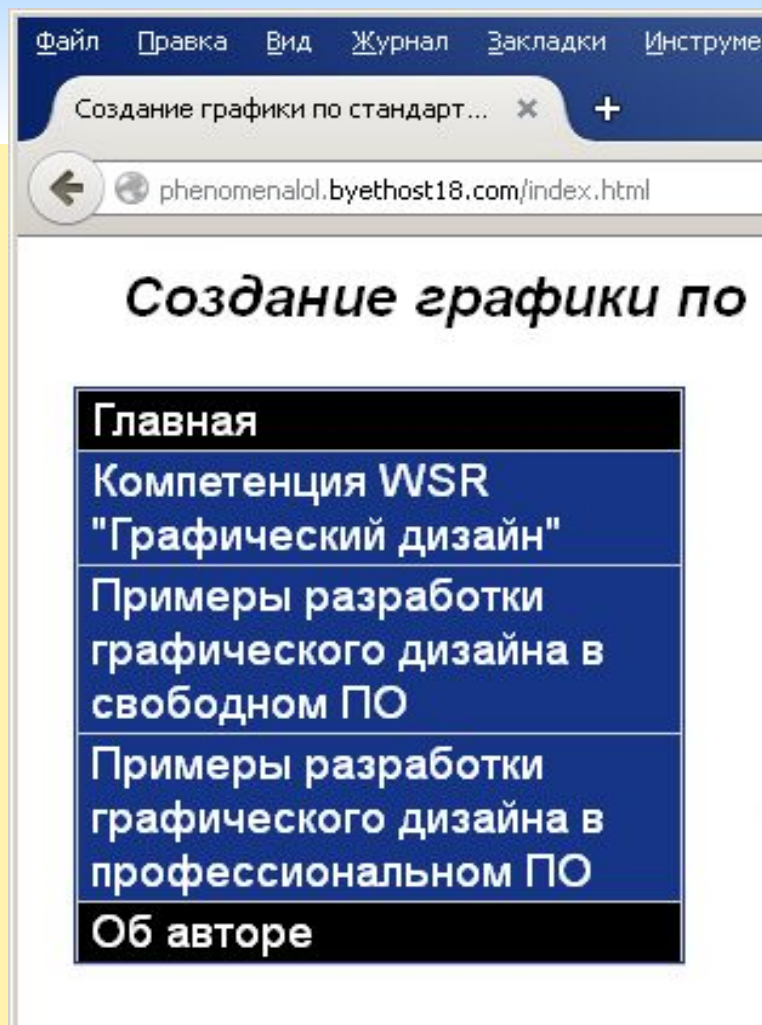 Файл Правка Вид Журнал Закладки Инструме
Создание графики по стандарт...
phenomenalol.byethost18.com/index.html
Создание графики по
Главная
Компетенция WSR
"Графический дизайн"
Примеры разработки
графического дизайна в
свободном ПО
Примеры разработки
графического дизайна в
профессиональном ПО
Об авторе